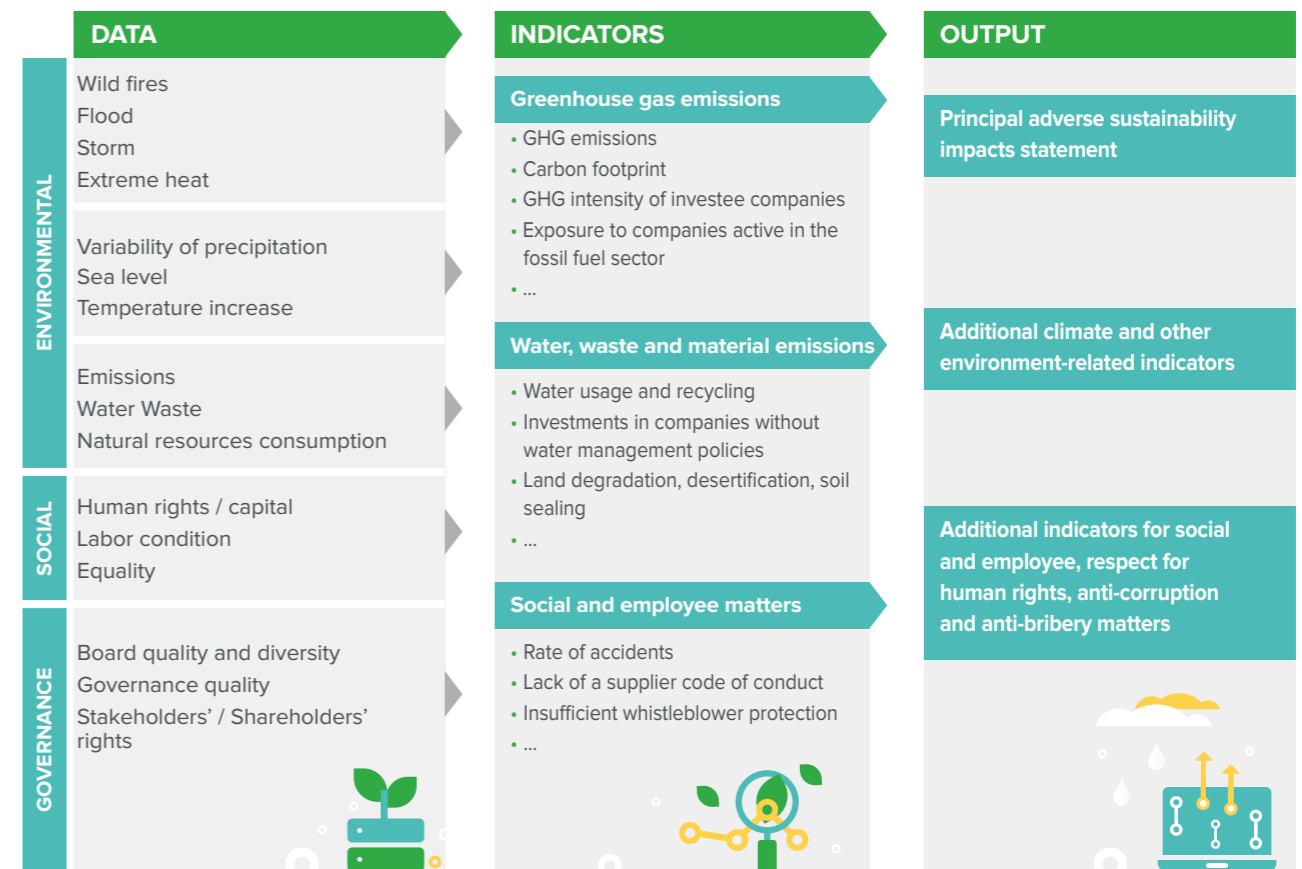 DATA
ENVIRONMENTAL
Wild fires
Flood
Storm
Extreme heat
Variability of precipitation
Sea level
Temperature increase
Emissions
Water Waste
Natural resources consumption
SOCIAL
Human rights / capital
Labor condition
Equality
GOVERNANCE
Board quality and diversity
Governance quality
Stakeholders’ / Shareholders’
rights
INDICATORS
Greenhouse gas emissions
• GHG emissions
• Carbon footprint
• GHG intensity of investee companies
• Exposure to companies active in the
fossil fuel sector
• ...
Water, waste and material emissions
• Water usage and recycling
• Investments in companies without
water management policies
• Land degradation, desertification, soil
sealing
• ...
Social and employee matters
• Rate of accidents
• Lack of a supplier code of conduct
• Insufficient whistleblower protection
• ...
OUTPUT
Principal adverse sustainability
impacts statement
Additional climate and other
environment-related indicators
Additional indicators for social
and employee, respect for
human rights, anti-corruption
and anti-bribery matters